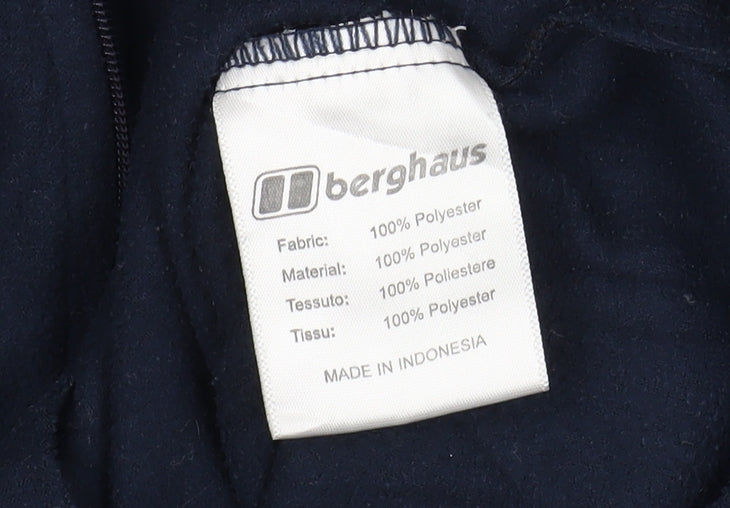 berghaus
Fabric: 100% Polyester
Material: 100% Polyester
Tessuto: 100% Poliestere
Tissu: 100% Polyester
MADE IN INDONESIA